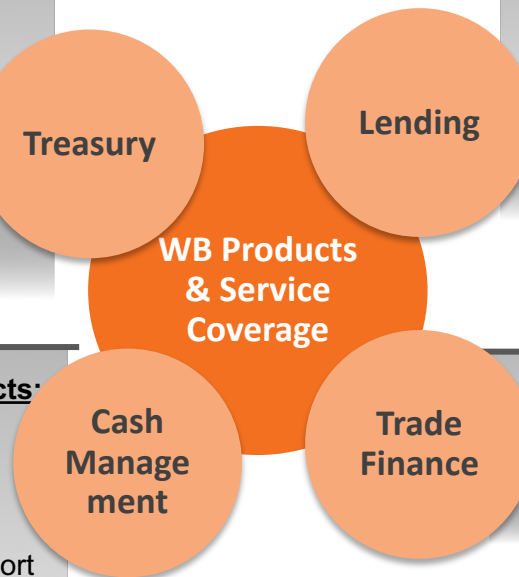 Treasury
Lending
WB Products
& Service
Coverage
cts:
Cash
Manage
ment
Trade
Finance
ort